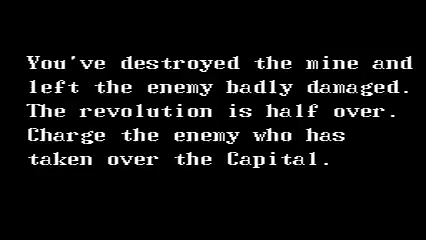 You've destroyed the mine and
left the enemy badly damaged.
The revolution is half over.
Charge the enemy who has
taken over the Capital.